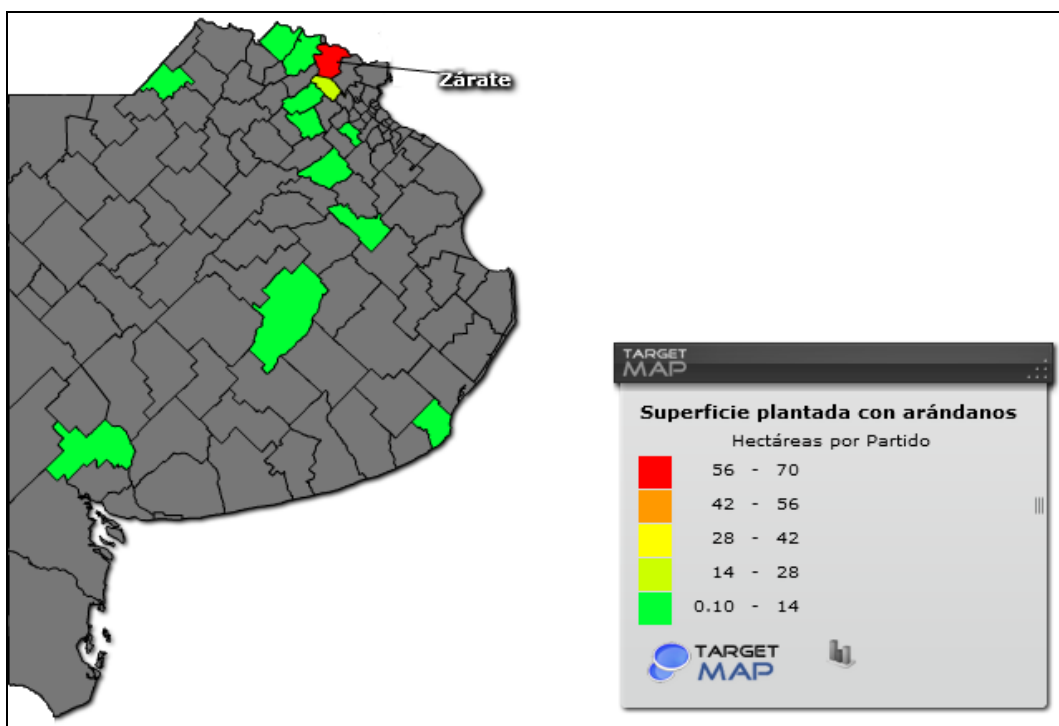 Zárate
TARGET
MAP
Superficie plantada con arándanos
Hectáreas por Partido
56 - 70
42 - 56
28 - 42
14 - 28
0.10 - 14
TARGET
MAP